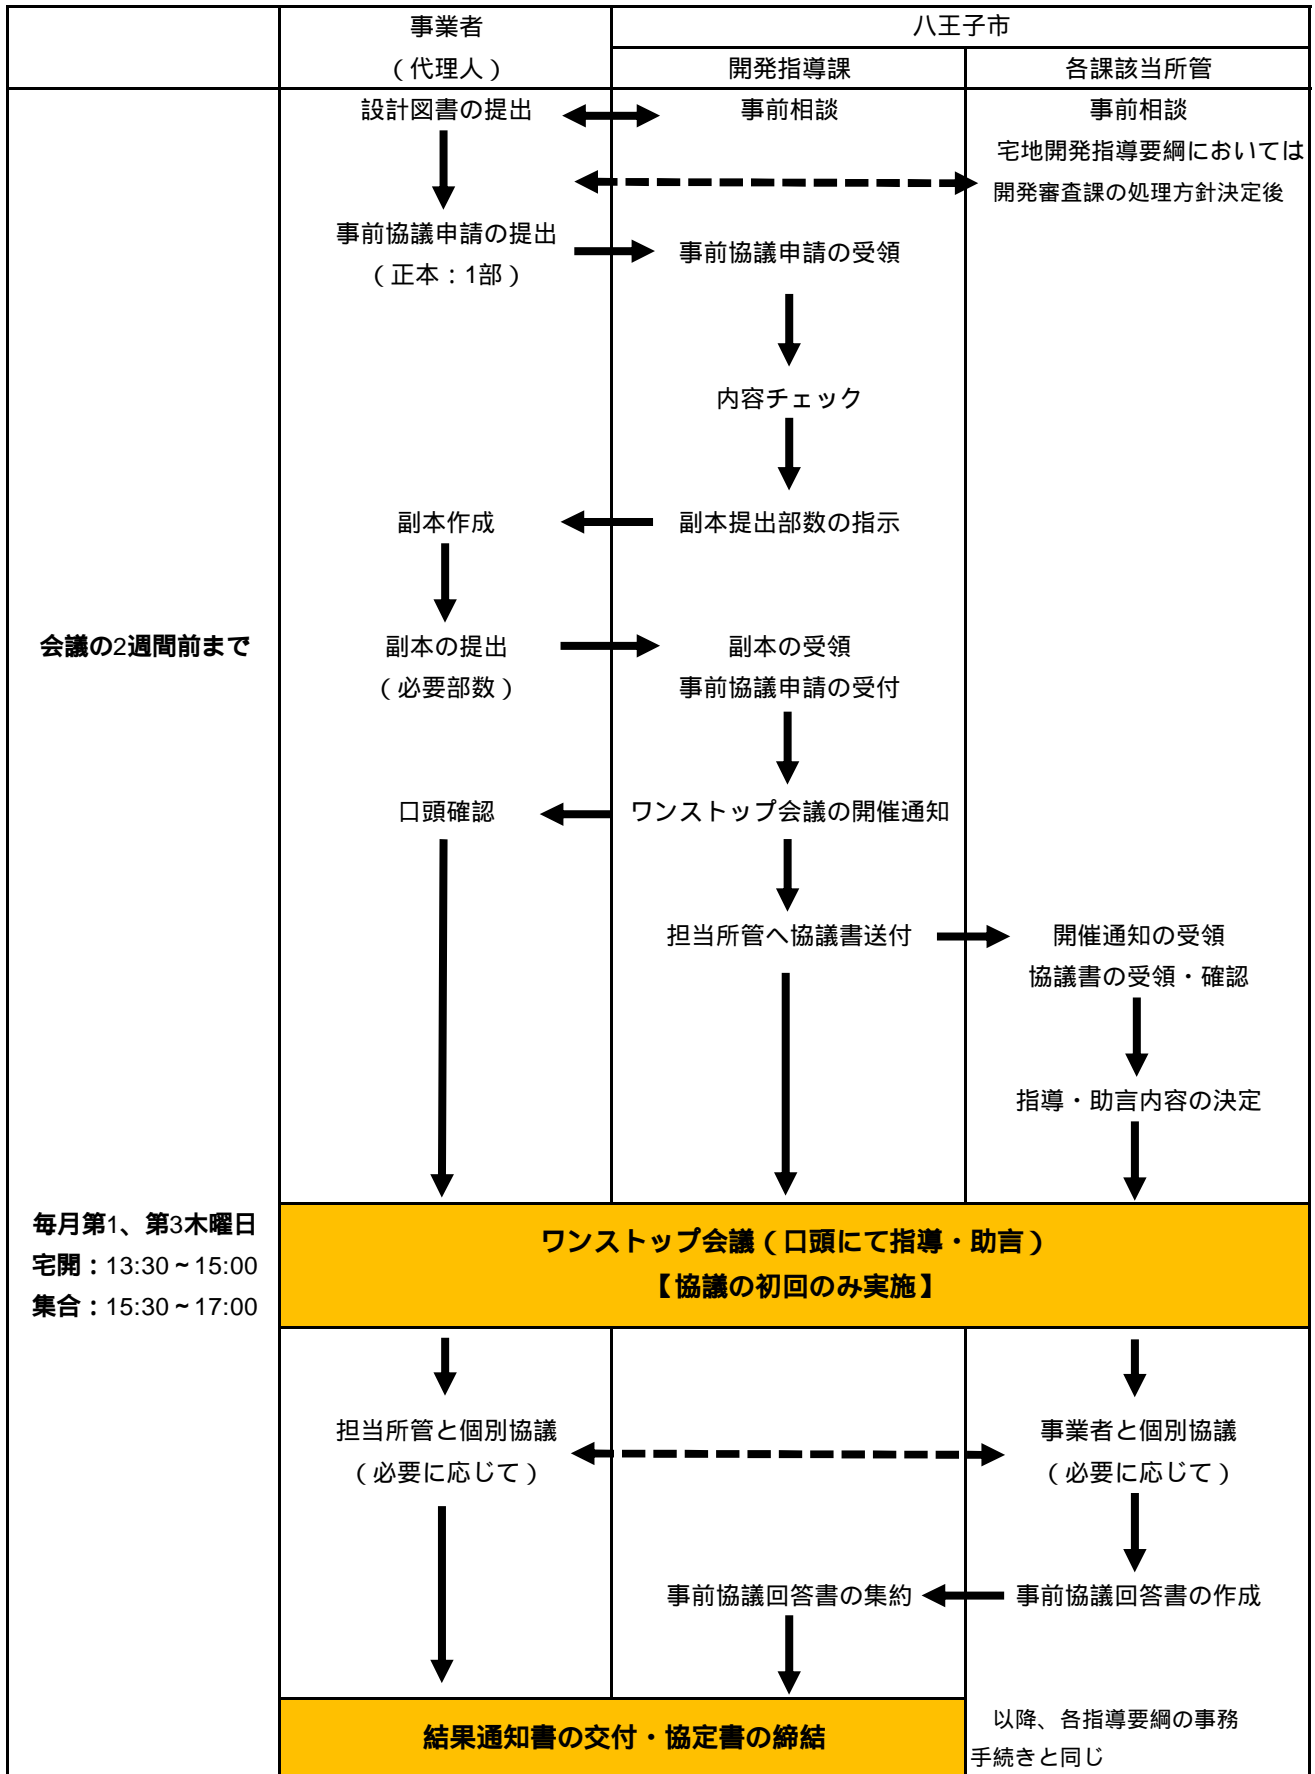 事業者
（代理人）
八王子市
開発指導課
各課該当所管
設計図書の提出
事前相談
事前相談
宅地開発指導要綱においては
開発審査課の処理方針決定後
事前協議申請の提出
（正本：1部）
事前協議申請の受領
内容チェック
副本作成
副本提出部数の指示
会議の2週間前まで
副本の提出
（必要部数）
副本の受領
事前協議申請の受付
口頭確認
ワンストップ会議の開催通知
担当所管へ協議書送付
開催通知の受領
協議書の受領・確認
指導・助言内容の決定
毎月第1、第3木曜日
宅開：13:30～15:00
集合：15:30～17:00
ワンストップ会議（口頭にて指導・助言）
【協議の初回のみ実施】
担当所管と個別協議
（必要に応じて）
事業者と個別協議
（必要に応じて）
事前協議回答書の集約
事前協議回答書の作成
結果通知書の交付・協定書の締結
以降、各指導要綱の事務
手続きと同じ